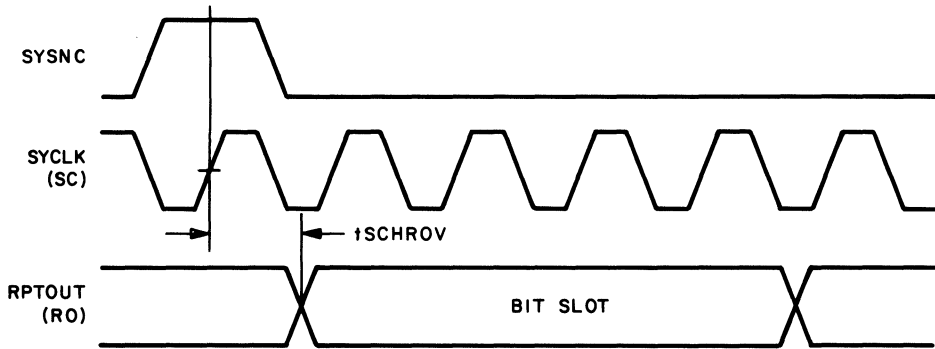 SYSNC
SYCLK
(SC)
tSCHROV
RPTOUT
(RO)
BIT SLOT